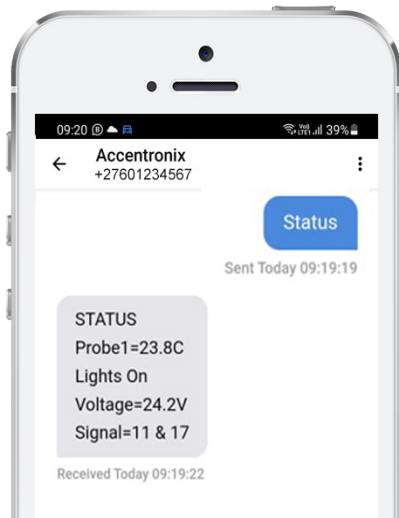 09:20 LTE1 39%
Accentronix
+27601234567
Status
Sent Today 09:19:19
STATUS
Probe1=23.8C
Lights On
Voltage=24.2V
Signal=11 & 17
Received Today 09:19:22